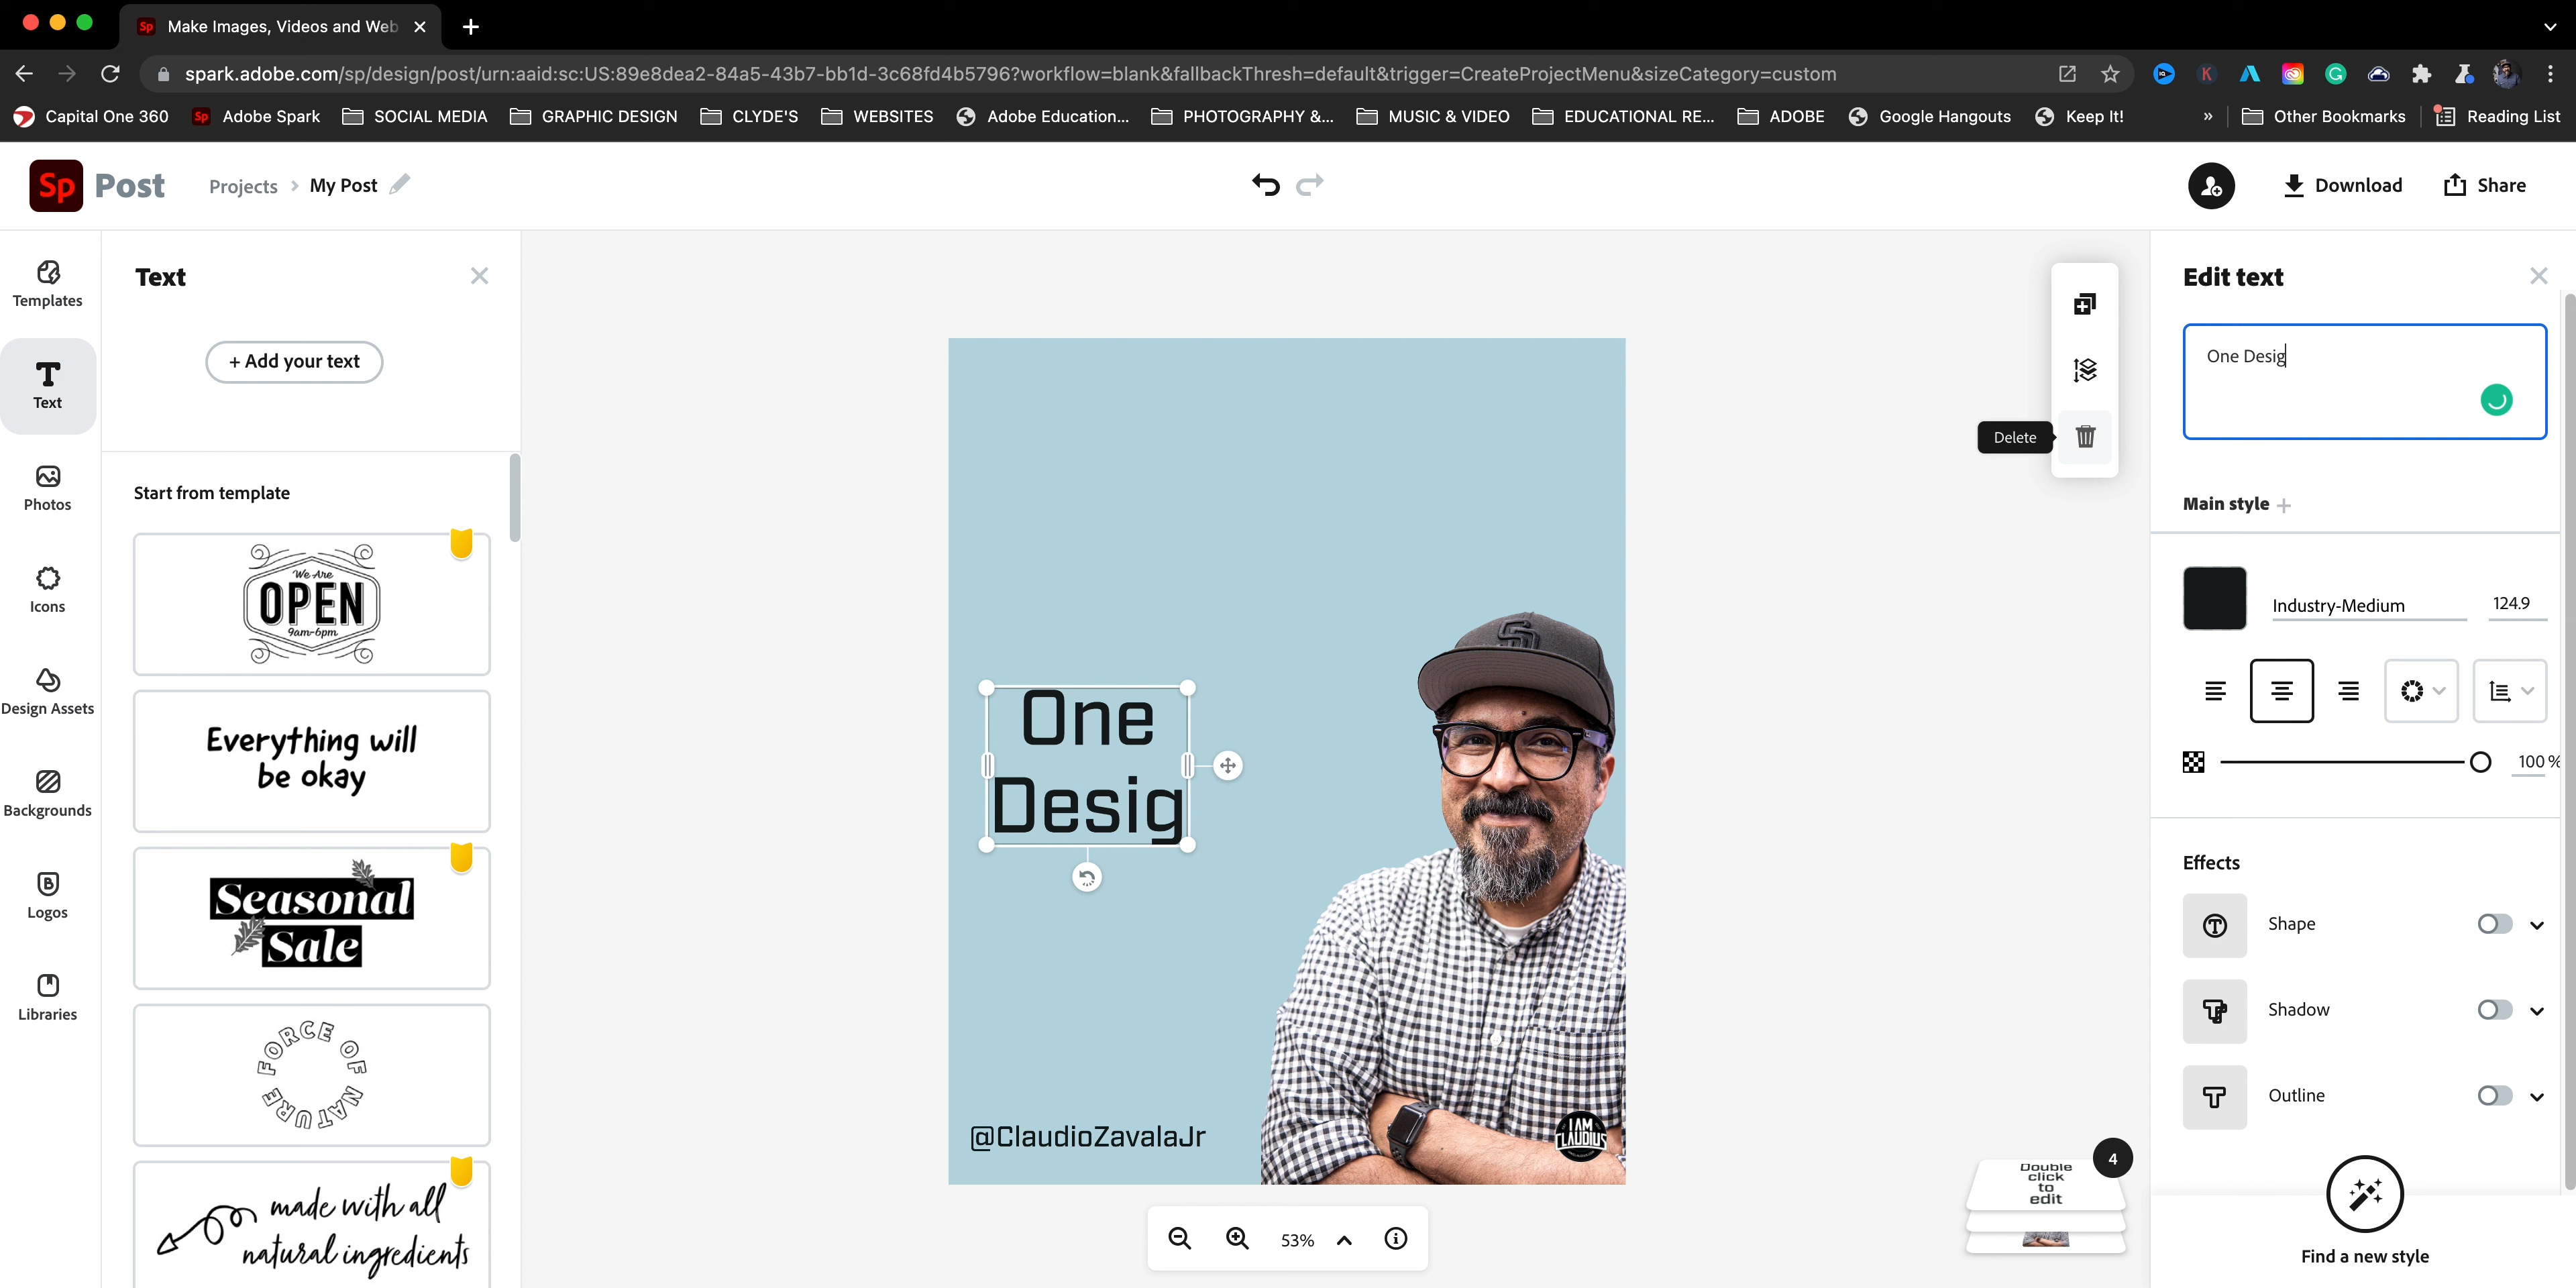 Make Images, Videos and Web
spark.adobe.com/sp/design/post/urn:aaid:sc:US:89e8dea2-84a5-43b7-bb1d-3c68fd4b5796?workflow=blank&fallbackThresh=default&trigger=CreateProjectMenu&sizeCategory=custom
Capital One 360
Sp
Adobe Spark
SOCIAL MEDIA
GRAPHIC DESIGN
CLYDE'S
WEBSITES
Adobe Education...
PHOTOGRAPHY &...
MUSIC & VIDEO
EDUCATIONAL RE...
ADOBE
Google Hangouts
Keep It!
»
Other Bookmarks
Reading List
Sp Post
Projects > My Post
Download
Share
Templates
Text
Photos
Icons
Design Assets
Backgrounds
Logos
Libraries
Text
+ Add your text
Start from template
We Are
OPEN
9am-6pm
Everything will
be okay
Seasonal
Sale
FORCE OF
NATURE
made with all
natural ingredients
One
Desig
@ClaudioZavalaJr
I AM
CLAUDIUS
53%
Delete
4
Double
click
to
edit
Edit text
One Desig
Main style +
Industry-Medium
124.9
100 %
Effects
Shape
Shadow
Outline
Find a new style